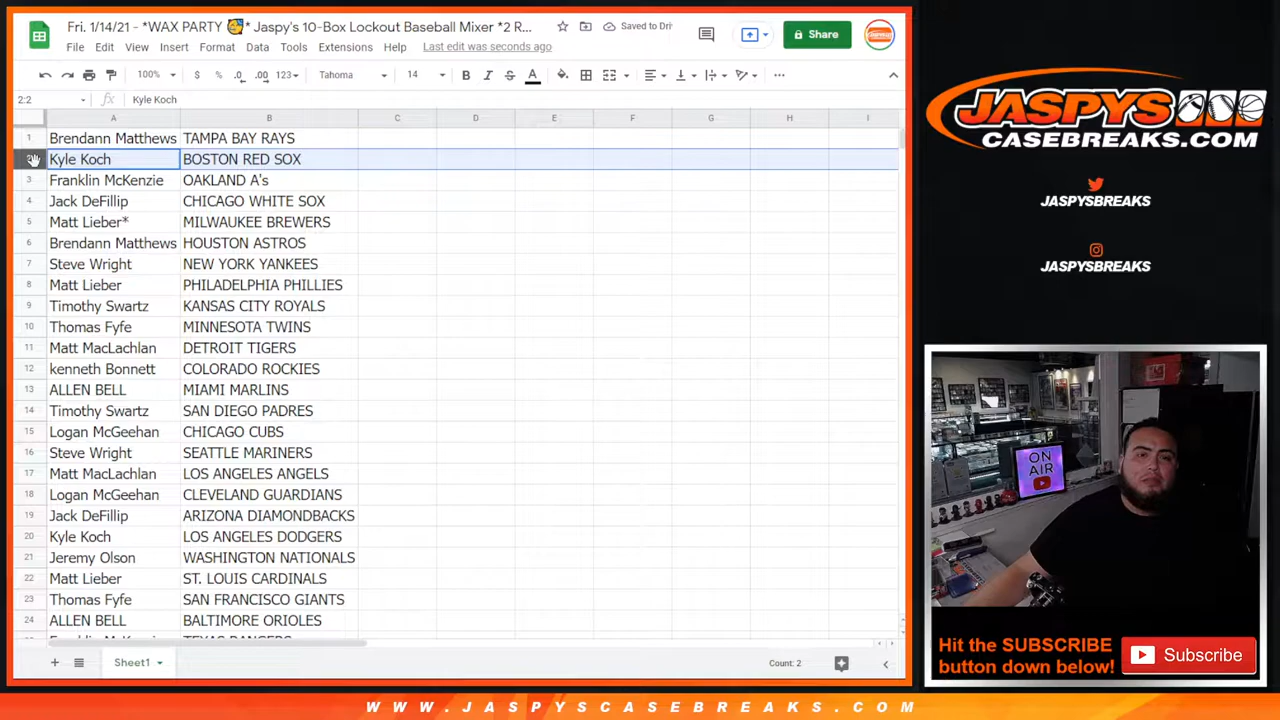 Fri. 1/14/21 - *WAX PARTY 🥳* Jaspy's 10-Box Lockout Baseball Mixer *2 R...
Saved to Dri
Share
File Edit View Insert Format Data Tools Extensions Help Last edit was seconds ago
100% $ % .0 .00 123 Tahoma 14 B I S A
2:2 fx Kyle Koch
A B C D E F G H I
1 Brendann Matthews TAMPA BAY RAYS
Kyle Koch BOSTON RED SOX
3 Franklin McKenzie OAKLAND A's
4 Jack DeFillip CHICAGO WHITE SOX
5 Matt Lieber* MILWAUKEE BREWERS
6 Brendann Matthews HOUSTON ASTROS
7 Steve Wright NEW YORK YANKEES
8 Matt Lieber PHILADELPHIA PHILLIES
9 Timothy Swartz KANSAS CITY ROYALS
10 Thomas Fyfe MINNESOTA TWINS
11 Matt MacLachlan DETROIT TIGERS
12 kenneth Bonnett COLORADO ROCKIES
13 ALLEN BELL MIAMI MARLINS
14 Timothy Swartz SAN DIEGO PADRES
15 Logan McGeehan CHICAGO CUBS
16 Steve Wright SEATTLE MARINERS
17 Matt MacLachlan LOS ANGELES ANGELS
18 Logan McGeehan CLEVELAND GUARDIANS
19 Jack DeFillip ARIZONA DIAMONDBACKS
20 Kyle Koch LOS ANGELES DODGERS
21 Jeremy Olson WASHINGTON NATIONALS
22 Matt Lieber ST. LOUIS CARDINALS
23 Thomas Fyfe SAN FRANCISCO GIANTS
24 ALLEN BELL BALTIMORE ORIOLES
Franklin McKenzie TEXAS RANGERS
Sheet1
Count: 2
JASPYS
CASEBREAKS.COM
JASPYSBREAKS
JASPYSBREAKS
ON
AIR
Hit the SUBSCRIBE
button down below!
Subscribe
WWW.JASPYSCASEBREAKS.COM